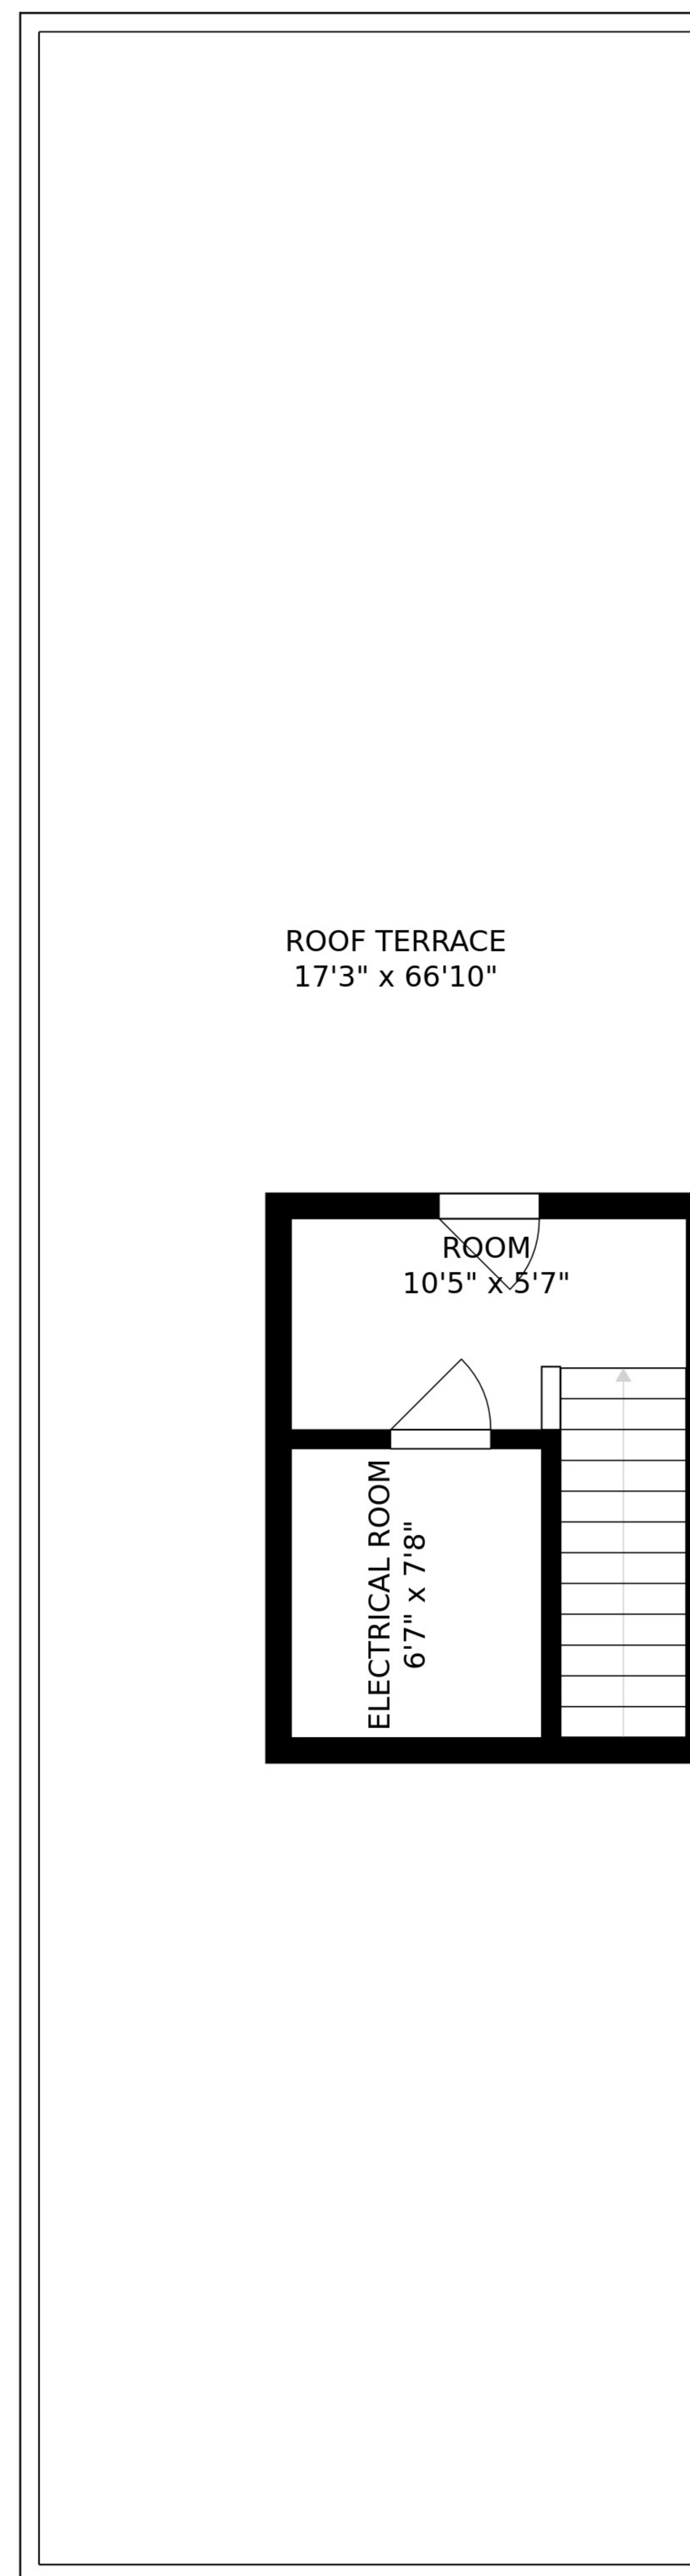 ROOF TERRACE
17'3" x 66'10"
ROOM
10'5" x 5'7"
ELECTRICAL ROOM
6'7" x 7'8"